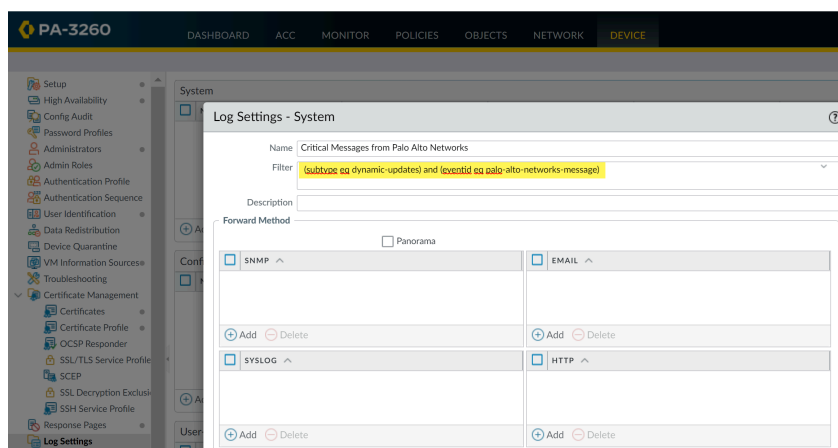 PA-3260
DASHBOARD ACC MONITOR POLICIES OBJECTS NETWORK DEVICE
Setup
High Availability
Config Audit
Password Profiles
Administrators
Admin Roles
Authentication Profile
Authentication Sequence
User Identification
Data Redistribution
Device Quarantine
VM Information Sources
Troubleshooting
Certificate Management
Certificates
Certificate Profile
OCSP Responder
SSL/TLS Service Profile
SCEP
SSL Decryption Exclusi
SSH Service Profile
Response Pages
Log Settings
System
Log Settings - System
Name Critical Messages from Palo Alto Networks
Filter (subtype eq dynamic-updates) and (eventid eq palo-alto-networks-message)
Description
Forward Method
Panorama
SNMP
EMAIL
Add Delete
Add Delete
SYSLOG
HTTP
Add Delete
Add Delete
Conf
User-